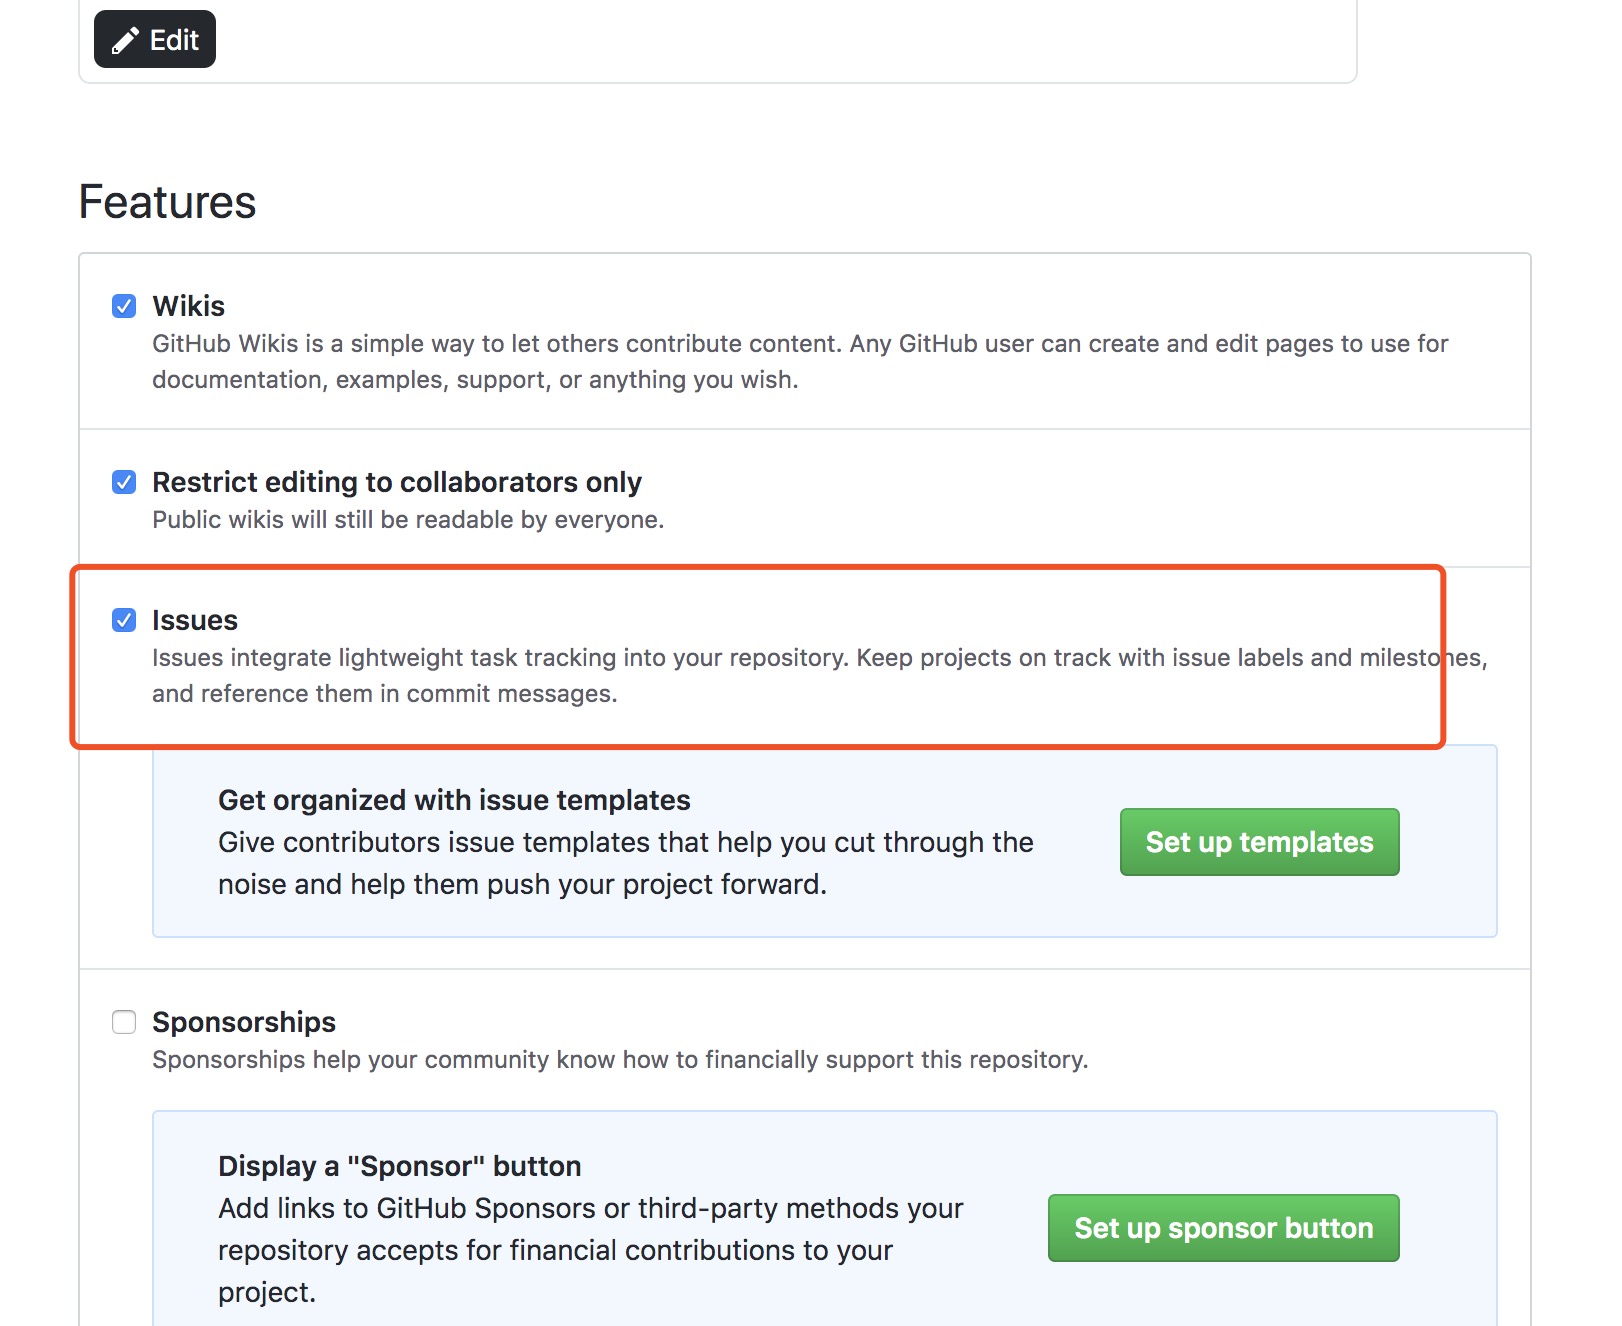 Edit
Features
Wikis
GitHub Wikis is a simple way to let others contribute content. Any GitHub user can create and edit pages to use for
documentation, examples, support, or anything you wish.
Restrict editing to collaborators only
Public wikis will still be readable by everyone.
Issues
Issues integrate lightweight task tracking into your repository. Keep projects on track with issue labels and milestones,
and reference them in commit messages.
Get organized with issue templates
Give contributors issue templates that help you cut through the
noise and help them push your project forward.
Set up templates
Sponsorships
Sponsorships help your community know how to financially support this repository.
Display a "Sponsor" button
Add links to GitHub Sponsors or third-party methods your
repository accepts for financial contributions to your
project.
Set up sponsor button